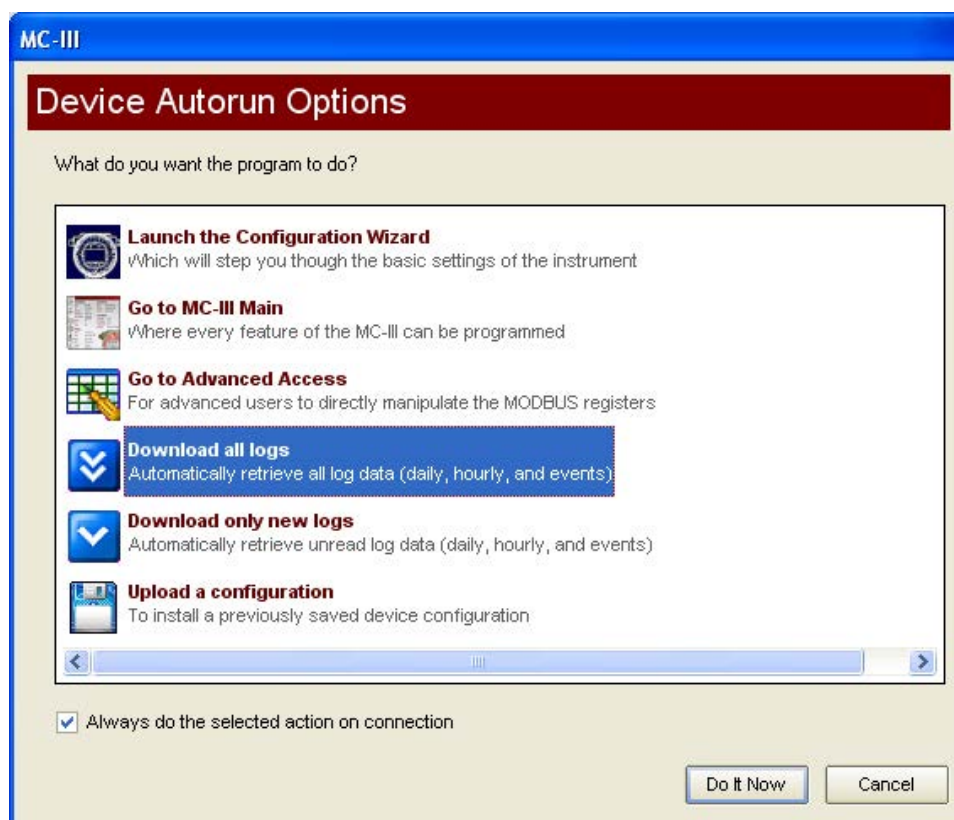 MC-III
Device Autorun Options
What do you want the program to do?
Launch the Configuration Wizard
Which will step you though the basic settings of the instrument
Go to MC-III Main
Where every feature of the MC-III can be programmed
Go to Advanced Access
For advanced users to directly manipulate the MODBUS registers
Download all logs
Automatically retrieve all log data (daily, hourly, and events)
Download only new logs
Automatically retrieve unread log data (daily, hourly, and events)
Upload a configuration
To install a previously saved device configuration
Always do the selected action on connection
Do It Now
Cancel